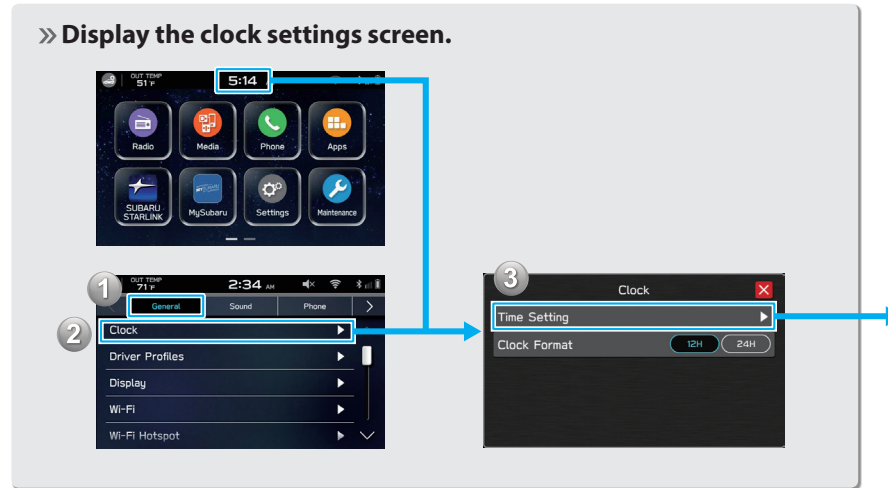 » Display the clock settings screen.
OUT TEMP
51°F
5:14
Radio
Media
Phone
Apps
SUBARU
STARLINK
MySubaru
Settings
Maintenance
1
OUT TEMP
71°F
2:34 AM
General
Sound
Phone
2
Clock
Driver Profiles
Display
Wi-Fi
Wi-Fi Hotspot
3
Clock
Time Setting
Clock Format
12H
24H